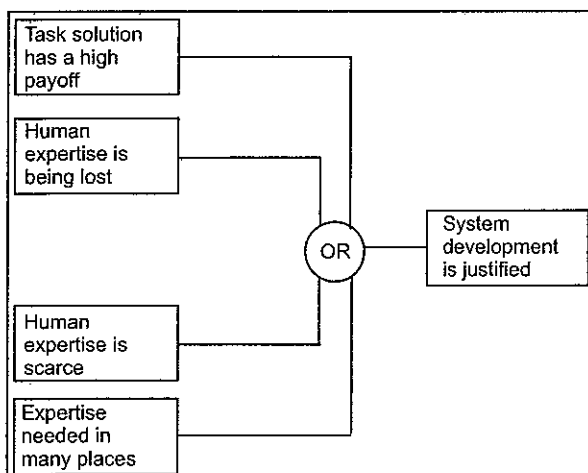 Task solution
has a high
payoff
Human
expertise is
being lost
OR
System
development
is justified
Human
expertise is
scarce
Expertise
needed in
many places